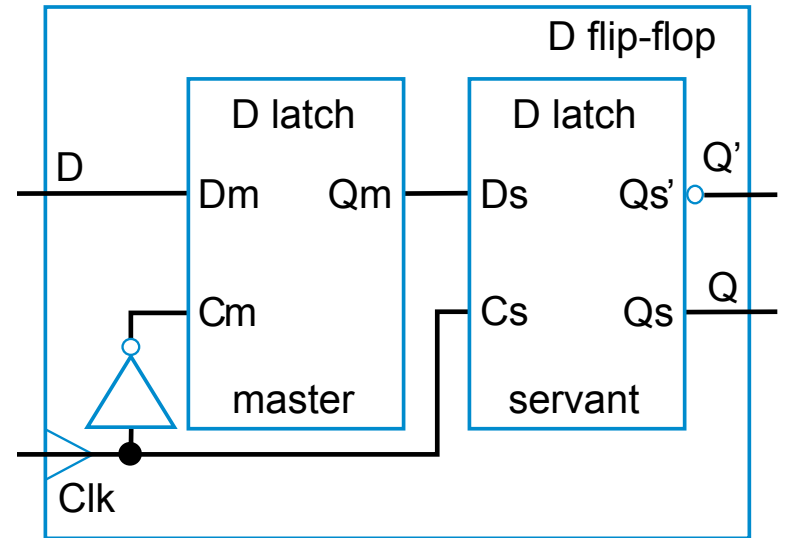 D flip-flop
D latch
D latch
D
Dm
Qm
Ds
Qs’
Q’
Cm
Cs
Qs
Q
master
servant
Clk